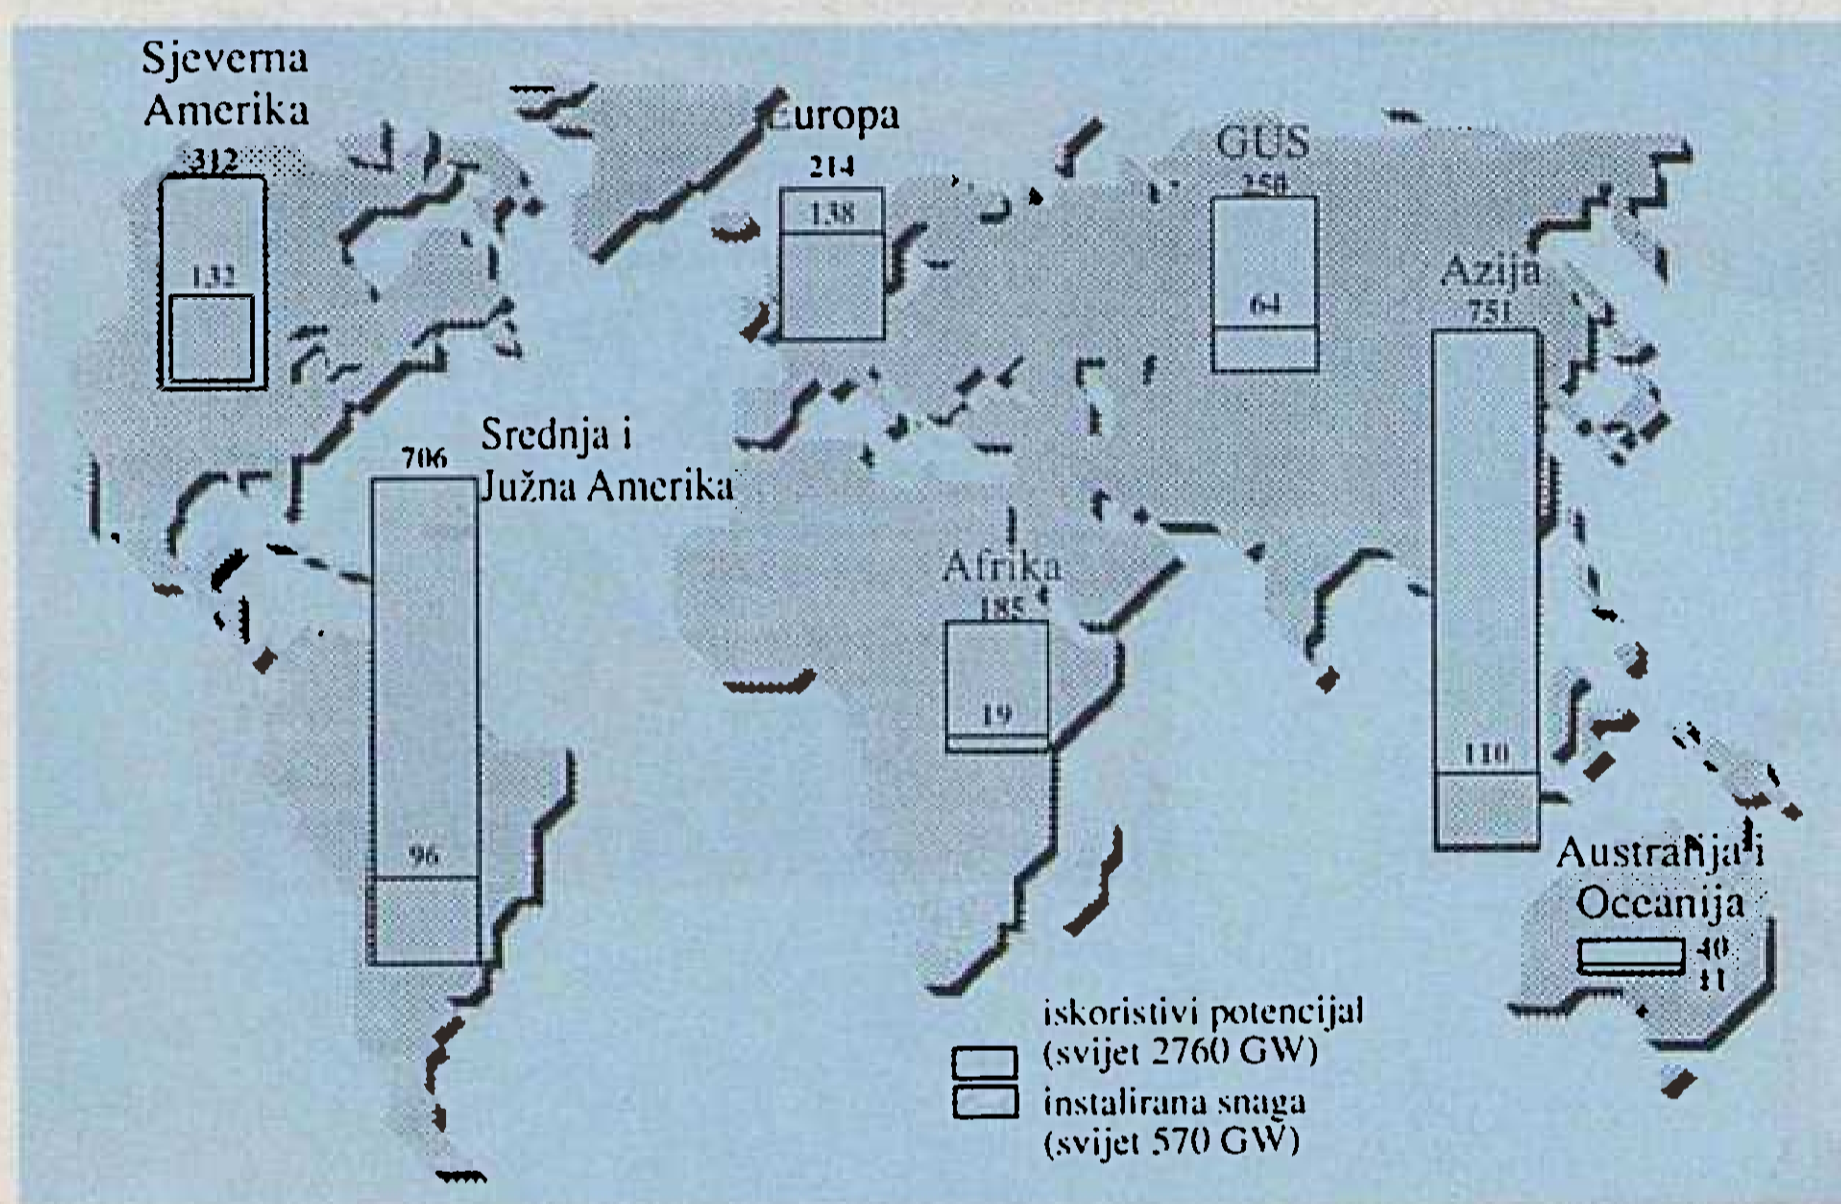 Sjeverna
Amerika
312
132
Europa
214
138
GUS
250
64
Azija
751
110
Srednja i
Južna Amerika
706
96
Afrika
185
19
Australija i
Oceanija
40
11
iskoristivi potencijal
(svijet 2760 GW)
instalirana snaga
(svijet 570 GW)